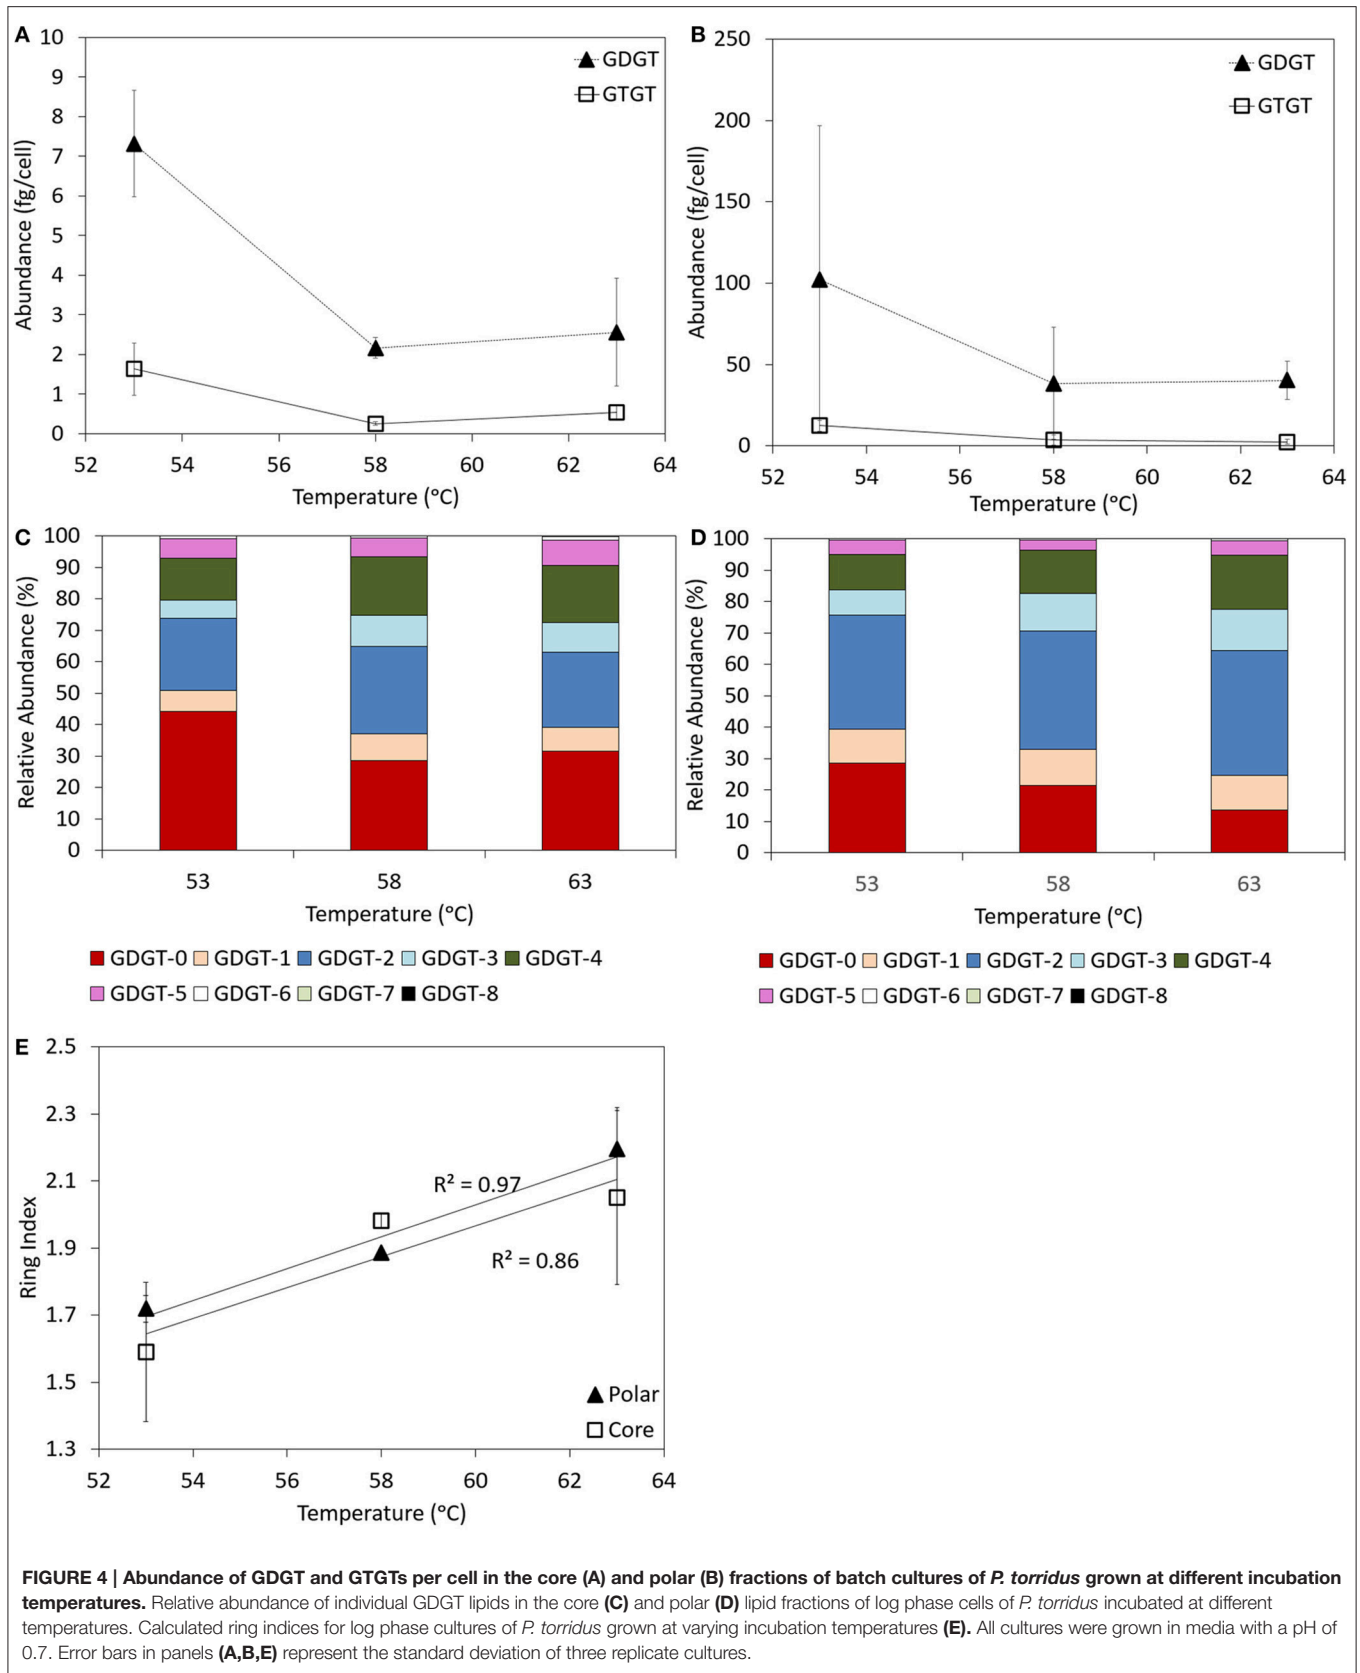 A
10
9
8
7
6
5
4
3
2
1
0
Abundance (fg/cell)
GDGT
GTGT
52 54 56 58 60 62 64
Temperature (°C)
B
250
200
150
100
50
0
Abundance (fg/cell)
GDGT
GTGT
52 54 56 58 60 62 64
Temperature (°C)
C
100
90
80
70
60
50
40
30
20
10
0
Relative Abundance (%)
53 58 63
Temperature (°C)
GDGT-0 GDGT-1 GDGT-2 GDGT-3 GDGT-4
GDGT-5 GDGT-6 GDGT-7 GDGT-8
D
100
90
80
70
60
50
40
30
20
10
0
Relative Abundance (%)
53 58 63
Temperature (°C)
GDGT-0 GDGT-1 GDGT-2 GDGT-3 GDGT-4
GDGT-5 GDGT-6 GDGT-7 GDGT-8
E
2.5
2.3
2.1
1.9
1.7
1.5
1.3
Ring Index
R² = 0.97
R² = 0.86
Polar
Core
52 54 56 58 60 62 64
Temperature (°C)
FIGURE 4 | Abundance of GDGT and GTGTs per cell in the core (A) and polar (B) fractions of batch cultures of P. torridus grown at different incubation
temperatures. Relative abundance of individual GDGT lipids in the core (C) and polar (D) lipid fractions of log phase cells of P. torridus incubated at different
temperatures. Calculated ring indices for log phase cultures of P. torridus grown at varying incubation temperatures (E). All cultures were grown in media with a pH of
0.7. Error bars in panels (A,B,E) represent the standard deviation of three replicate cultures.